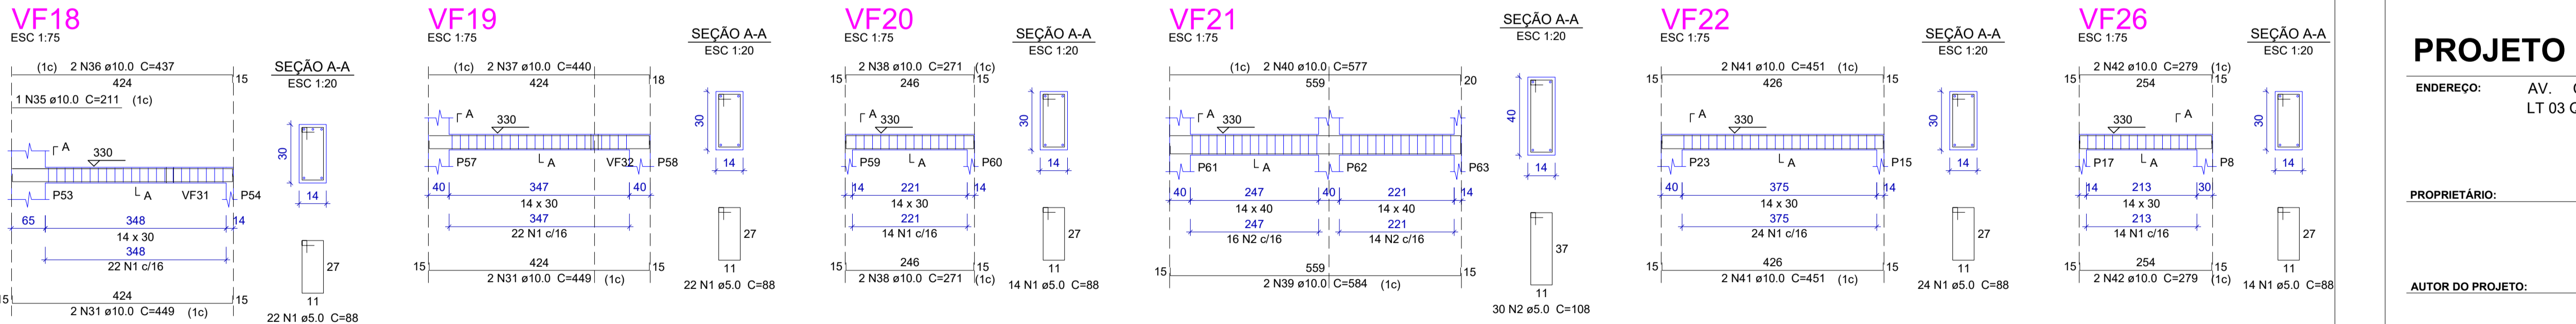 VF18
ESC 1:75
(1c) 2 N36 ø10.0 C=437
424
15
1 N35 ø10.0 C=211 (1c)
A
330
P53
A
VF31
P54
65
348
14
14 x 30
348
22 N1 c/16
424
15
15
2 N31 ø10.0 C=449 (1c)
SEÇÃO A-A
ESC 1:20
30
14
27
11
22 N1 ø5.0 C=88
VF19
ESC 1:75
(1c) 2 N37 ø10.0 C=440
424
18
A
330
P57
A
VF32
P58
40
347
40
14 x 30
347
22 N1 c/16
15
424
15
2 N31 ø10.0 C=449 (1c)
SEÇÃO A-A
ESC 1:20
30
14
27
11
22 N1 ø5.0 C=88
VF20
ESC 1:75
2 N38 ø10.0 C=271 (1c)
15
246
15
A
330
P59
A
P60
14
221
14
14 x 30
221
14 N1 c/16
15
246
15
2 N38 ø10.0 C=271 (1c)
SEÇÃO A-A
ESC 1:20
30
14
27
11
14 N1 ø5.0 C=88
VF21
ESC 1:75
(1c) 2 N40 ø10.0 C=577
559
20
A
330
330
P61
A
P62
P63
40
247
40
221
14
14 x 40
14 x 40
247
221
16 N2 c/16
14 N2 c/16
15
559
15
2 N39 ø10.0 C=584 (1c)
SEÇÃO A-A
ESC 1:20
40
14
37
11
30 N2 ø5.0 C=108
VF22
ESC 1:75
2 N41 ø10.0 C=451 (1c)
15
426
15
A
330
P23
A
P15
40
375
14
14 x 30
375
24 N1 c/16
15
426
15
2 N41 ø10.0 C=451 (1c)
SEÇÃO A-A
ESC 1:20
30
14
27
11
24 N1 ø5.0 C=88
VF26
ESC 1:75
2 N42 ø10.0 C=279 (1c)
15
254
15
330
A
P17
A
P8
14
213
30
14 x 30
213
14 N1 c/16
15
254
15
2 N42 ø10.0 C=279 (1c)
SEÇÃO A-A
ESC 1:20
30
14
27
11
14 N1 ø5.0 C=88
PROJETO
ENDEREÇO: AV.
LT 03
PROPRIETÁRIO:
AUTOR DO PROJETO: